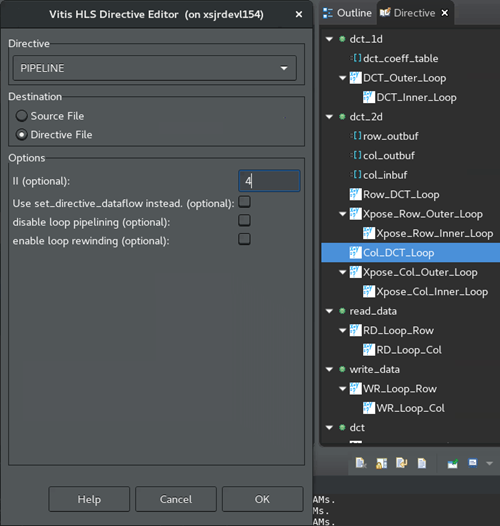 Vitis HLS Directive Editor (on xsjrdevl154)
Directive
PIPELINE
Destination
Source File
Directive File
Options
II (optional):
4
Use set_directive_dataflow instead. (optional):
disable loop pipelining (optional):
enable loop rewinding (optional):
Help
Cancel
OK
Outline
Directive
dct_1d
dct_coeff_table
DCT_Outer_Loop
DCT_Inner_Loop
dct_2d
row_outbuf
col_outbuf
col_inbuf
Row_DCT_Loop
Xpose_Row_Outer_Loop
Xpose_Row_Inner_Loop
Col_DCT_Loop
Xpose_Col_Outer_Loop
Xpose_Col_Inner_Loop
read_data
RD_Loop_Row
RD_Loop_Col
write_data
WR_Loop_Row
WR_Loop_Col
dct
AMs.
Ms.
AMs.